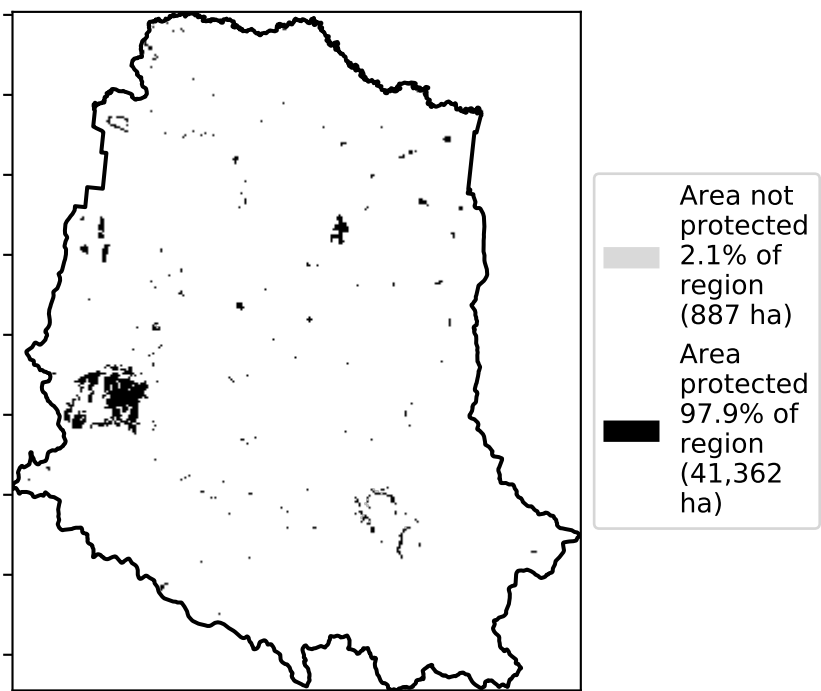 Area not
protected
2.1% of
region
(887 ha)
Area
protected
97.9% of
region
(41,362
ha)